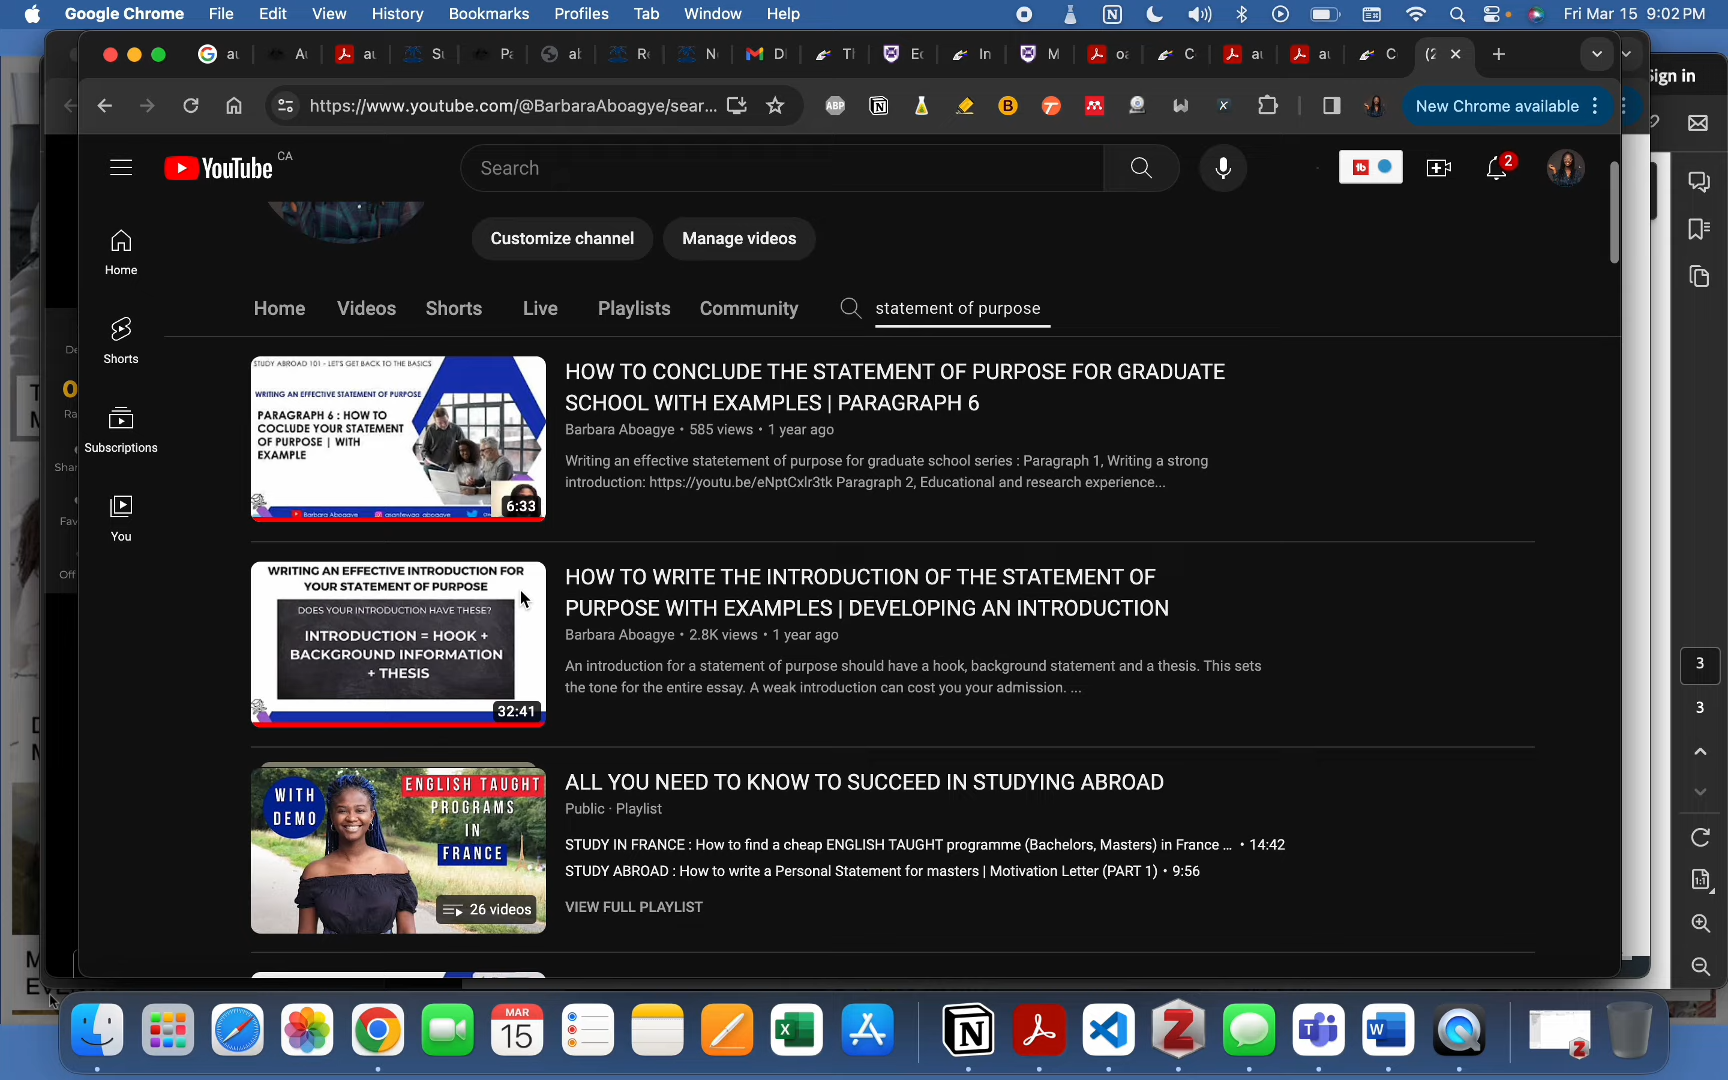 Google Chrome File Edit View History Bookmarks Profiles Tab Window Help Fri Mar 15 9:02 PM
(2
https://www.youtube.com/@BarbaraAboagye/sear...
New Chrome available
Sign in
YouTube CA
Search
2
Customize channel
Manage videos
Home
Shorts
Subscriptions
You
Home Videos Shorts Live Playlists Community statement of purpose
STUDY ABROAD 101 - LET'S GET BACK TO THE BASICS
WRITING AN EFFECTIVE STATEMENT OF PURPOSE
PARAGRAPH 6 : HOW TO
COCLUDE YOUR STATEMENT
OF PURPOSE | WITH
EXAMPLE
Barbara Aboagye
6:33
HOW TO CONCLUDE THE STATEMENT OF PURPOSE FOR GRADUATE
SCHOOL WITH EXAMPLES | PARAGRAPH 6
Barbara Aboagye • 585 views • 1 year ago
Writing an effective statetement of purpose for graduate school series : Paragraph 1, Writing a strong
introduction: https://youtu.be/eNptCxlr3tk Paragraph 2, Educational and research experience...
WRITING AN EFFECTIVE INTRODUCTION FOR
YOUR STATEMENT OF PURPOSE
DOES YOUR INTRODUCTION HAVE THESE?
INTRODUCTION = HOOK +
BACKGROUND INFORMATION
+ THESIS
32:41
HOW TO WRITE THE INTRODUCTION OF THE STATEMENT OF
PURPOSE WITH EXAMPLES | DEVELOPING AN INTRODUCTION
Barbara Aboagye • 2.8K views • 1 year ago
An introduction for a statement of purpose should have a hook, background statement and a thesis. This sets
the tone for the entire essay. A weak introduction can cost you your admission. ...
WITH
DEMO
ENGLISH TAUGHT
PROGRAMS
IN
FRANCE
26 videos
ALL YOU NEED TO KNOW TO SUCCEED IN STUDYING ABROAD
Public · Playlist
STUDY IN FRANCE : How to find a cheap ENGLISH TAUGHT programme (Bachelors, Masters) in France ... • 14:42
STUDY ABROAD : How to write a Personal Statement for masters | Motivation Letter (PART 1) • 9:56
VIEW FULL PLAYLIST
3
3
MAR
15